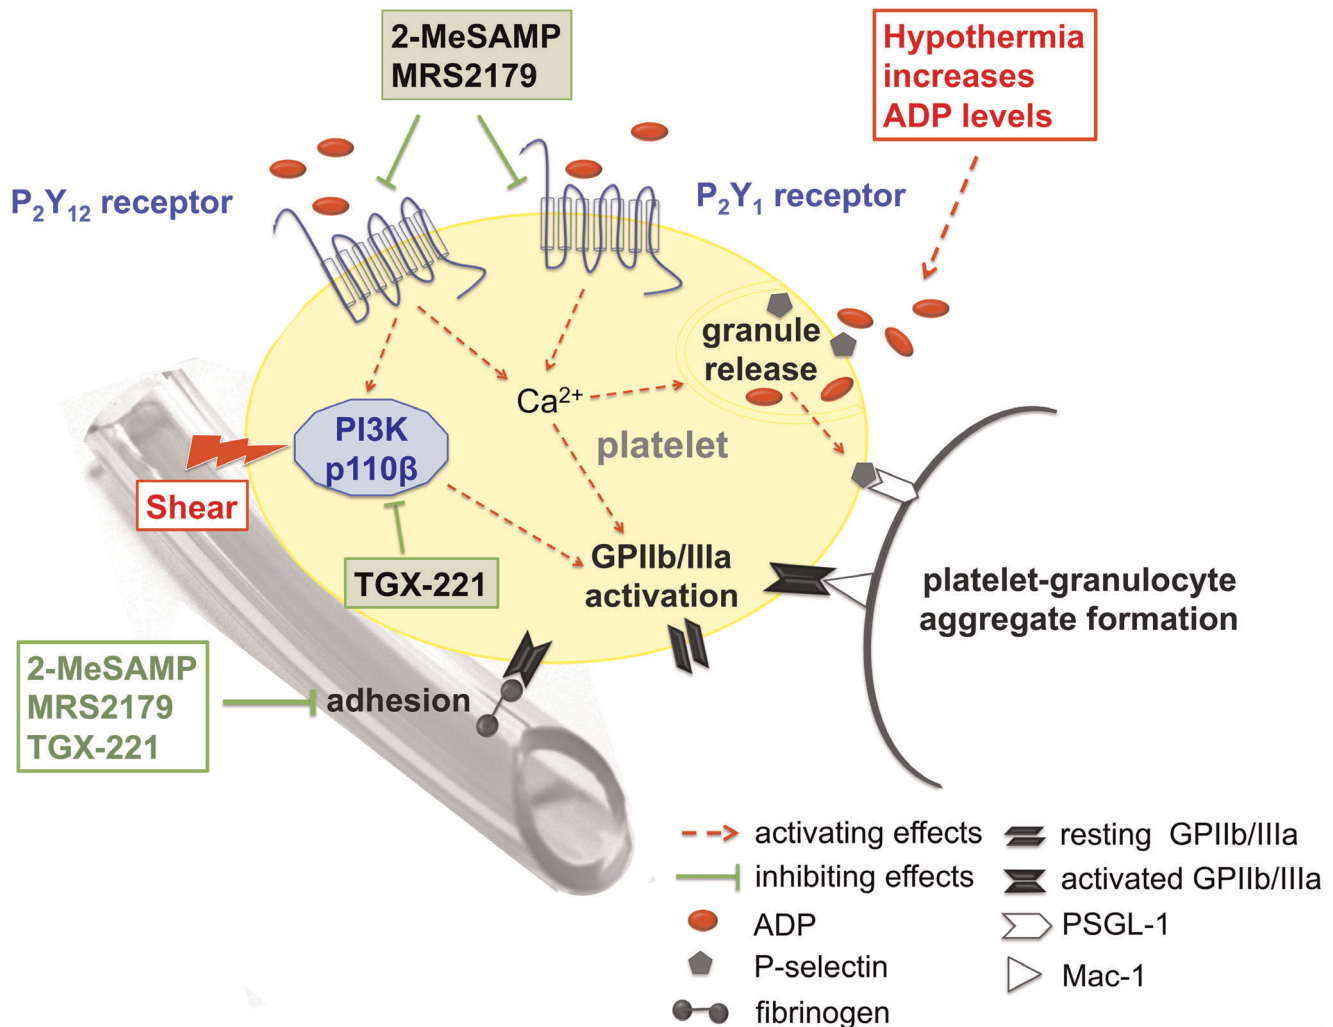 2-MeSAMP
MRS2179
Hypothermia
increases
ADP levels
P₂Y₁₂ receptor
P₂Y₁ receptor
granule
release
Ca²⁺
platelet
PI3K
p110β
Shear
TGX-221
GPIIb/IIIa
activation
platelet-granulocyte
aggregate formation
2-MeSAMP
MRS2179
TGX-221
adhesion
activating effects
inhibiting effects
ADP
P-selectin
fibrinogen
resting GPIIb/IIIa
activated GPIIb/IIIa
PSGL-1
Mac-1